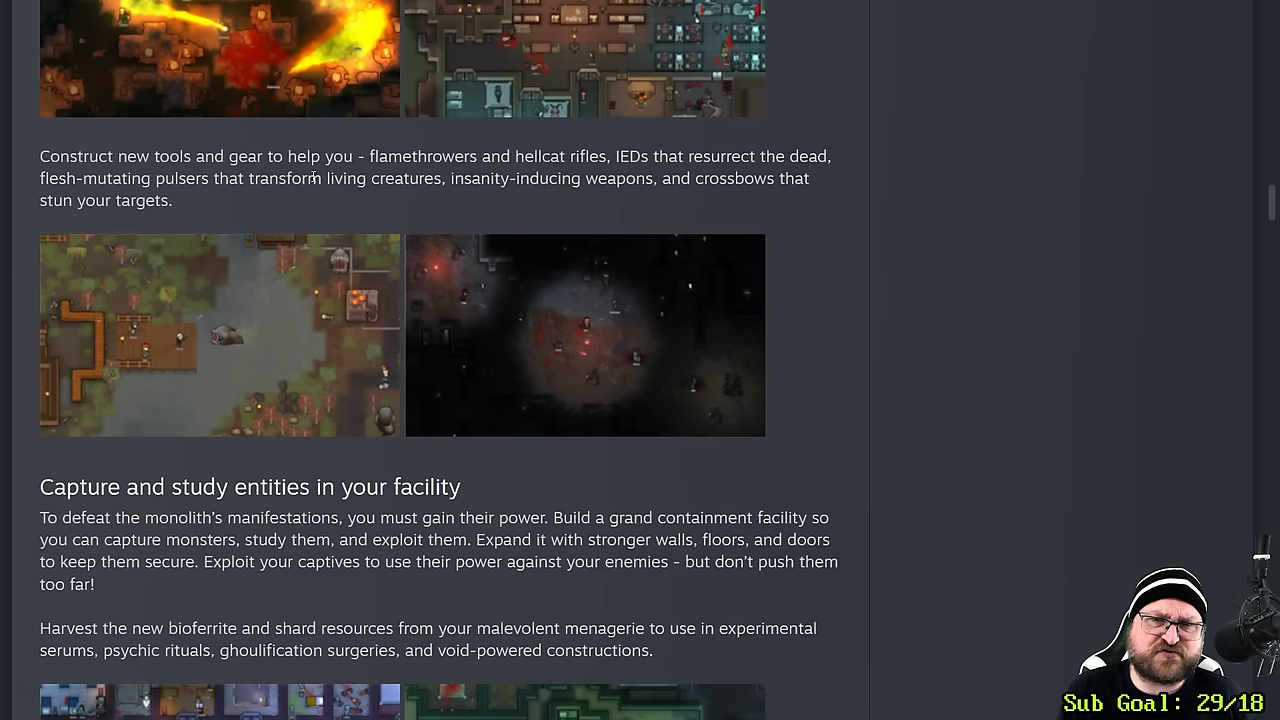 Construct new tools and gear to help you - flamethrowers and hellcat rifles, IEDs that resurrect the dead,
flesh-mutating pulsers that transform living creatures, insanity-inducing weapons, and crossbows that
stun your targets.
Capture and study entities in your facility
To defeat the monolith’s manifestations, you must gain their power. Build a grand containment facility so
you can capture monsters, study them, and exploit them. Expand it with stronger walls, floors, and doors
to keep them secure. Exploit your captives to use their power against your enemies - but don’t push them
too far!
Harvest the new bioferrite and shard resources from your malevolent menagerie to use in experimental
serums, psychic rituals, ghoulification surgeries, and void-powered constructions.
Sub Goal: 29/18